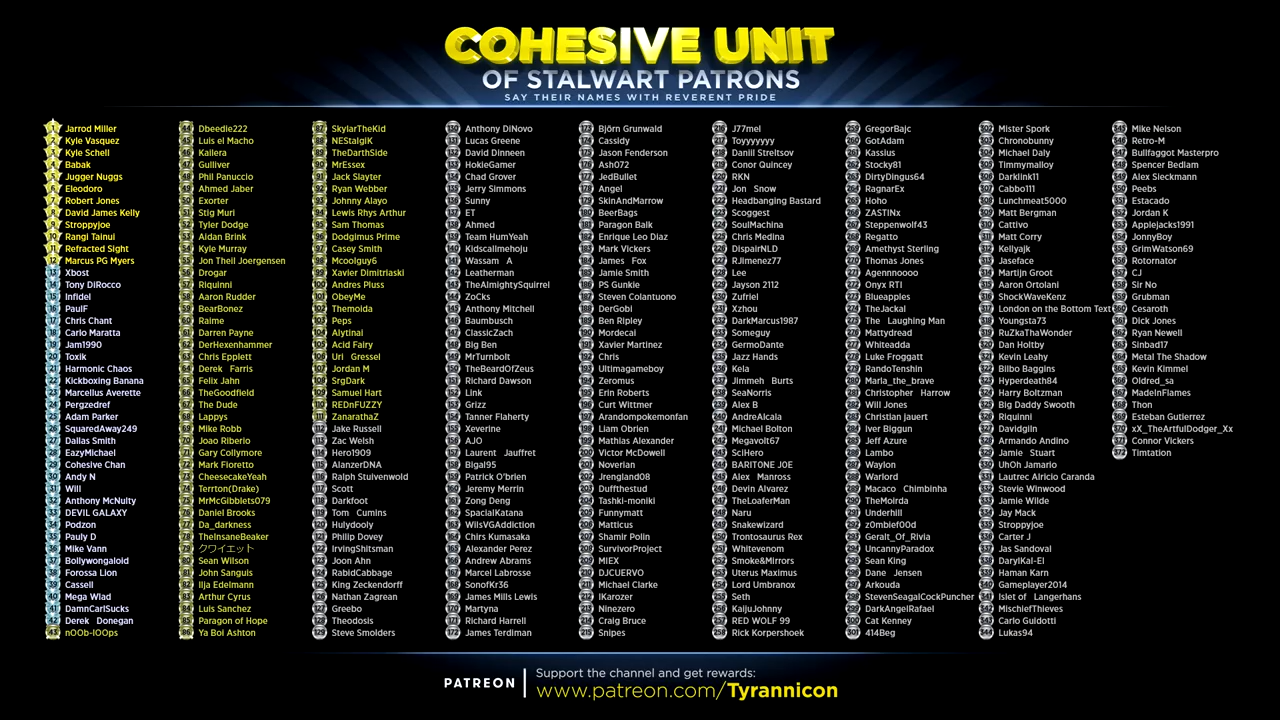 COHESIVE UNIT
OF STALWART PATRONS
SAY THEIR NAMES WITH REVERENT PRIDE
Jarrod Miller
Kyle Vasquez
Kyle Schell
Babak
Jugger Nuggs
Eleodoro
Robert Jones
David James Kelly
Stroppyjoe
Rangi Tainui
Refracted Sight
Marcus PG Myers
Xbost
Tony DiRocco
Infidel
PaulF
Chris Chant
Carlo Maratta
Jam1990
Toxik
Harmonic Chaos
Kickboxing Banana
Marcellus Averette
Pergzedref
Adam Parker
SquaredAway249
Dallas Smith
EazyMichael
Cohesive Chan
Andy N
Will
Anthony McNulty
DEVIL GALAXY
Podzon
Pauly D
Mike Vann
Bollywongaloid
Forossa Lion
Cassell
Mega Wlad
DamnCarlSucks
Derek Donegan
nOOb-lOOps
Dbeedie222
Luis el Macho
Kallera
Gulliver
Phil Panuccio
Ahmed Jaber
Exorter
Stig Muri
Tyler Dodge
Aidan Brink
Kyle Murray
Jon Theil Joergensen
Drogar
Riqunni
Aaron Rudder
BearBonez
Raime
Darren Payne
DerHexenhammer
Chris Epplett
Derek Farris
Felix Jahn
TheGoodfield
The Dude
Lappys
Mike Robb
Joao Riberio
Gary Collymore
Mark Fioretto
CheesecakeYeah
Terrton(Drake)
MrMcGibblets079
Daniel Brooks
Da_darkness
TheInsaneBeaker
クワイエット
Sean Wilson
John Sanguis
Ilja Edelmann
Arthur Cyrus
Luis Sanchez
Paragon of Hope
Ya Boi Ashton
SkylarTheKid
NEStalgiK
TheDarthSide
MrEssex
Jack Slayter
Ryan Webber
Johnny Alayo
Lewis Rhys Arthur
Sam Thomas
Dodgimus Prime
Casey Smith
Mcoolguy6
Xavier Dimitriaski
Andres Pluss
ObeyMe
Themolda
Peps
Alytinai
Acid Fairy
Uri Gressel
Jordan M
SrgDark
Samuel Hart
REDnFUZZY
ZanarathaZ
Jake Russell
Zac Welsh
Hero1909
AlanzerDNA
Ralph Stuivenwold
Scott
Darkfoot
Tom Cumins
Hulydooly
Philip Dovey
IrvingShitsman
Joon Ahn
RabidCabbage
King Zeckendorff
Nathan Zagrean
Greebo
Theodosis
Steve Smolders
Anthony DiNovo
Lucas Greene
David Dinneen
HokieGamer
Chad Grover
Jerry Simmons
Sunny
ET
Ahmed
Team HumYeah
Kidscallmehoju
Wassam A
Leatherman
TheAlmightySquirrel
ZoCks
Anthony Mitchell
Baumbusch
ClassicZach
Big Ben
MrTurnbolt
TheBeardOfZeus
Richard Dawson
Link
Grizz
Tanner Flaherty
Xeverine
AJO
Laurent Jauffret
Bigal95
Patrick O'brien
Jeremy Merrin
Zong Deng
SpacialKatana
WilsVGAddiction
Chirs Kumasaka
Alexander Perez
Andrew Abrams
Marcel Labrosse
SonofKr36
James Mills Lewis
Martyna
Richard Harrell
James Terdiman
Björn Grunwald
Cassidy
Jason Fenderson
Ash072
JedBullet
Angel
SkinAndMarrow
BeerBags
Paragon Balk
Enrique Leo Diaz
Mark Vickers
James Fox
Jamie Smith
PS Gunkie
Steven Colantuono
DerGobi
Ben Ripley
Mordecai
Xavier Martinez
Chris
Ultimagameboy
Zeromus
Erin Roberts
Curt Wittmer
Arandompokemonfan
Liam Obrien
Mathias Alexander
Victor McDowell
Noverian
Jrengland08
Duffthestud
Tashki-moniki
Funnymatt
Matticus
Shamir Polin
SurvivorProject
MIEX
DJCUERVO
Michael Clarke
IKarozer
Ninezero
Craig Bruce
Snipes
J77mel
Toyyyyyyy
Daniil Streltsov
Conor Quincey
RKN
Jon Snow
Headbanging Bastard
Scoggest
SoulMachina
Chris Medina
DispairNLD
RJimenez77
Lee
Jayson 2112
Zufriel
Xzhou
DarkMarcus1987
Someguy
GermoDante
Jazz Hands
Kela
Jimmeh Burts
SeaNorris
Alex B
AndreAlcala
Michael Bolton
Megavolt67
SciHero
BARITONE JOE
Alex Manross
Devin Alvarez
TheLoaferMan
Naru
Snakewizard
Trontosaurus Rex
Whitevenom
Smoke&Mirrors
Uterus Maximus
Lord Umbranox
Seth
KaijuJohnny
RED WOLF 99
Rick Korpershoek
GregorBajc
GotAdam
Kassius
Stocky81
DirtyDingus64
RagnarEx
Hoho
ZASTINx
Steppenwolf43
Regatto
Amethyst Sterling
Thomas Jones
Agennnoooo
Onyx RTI
Blueapples
TheJackal
The Laughing Man
Mattydread
Whiteadda
Luke Froggatt
RandoTenshin
Marla_the_brave
Christopher Harrow
Will Jones
Christian Jauert
Iver Biggun
Jeff Azure
Lambo
Waylon
Warlord
Macaco Chimbinha
TheMoirda
Underhill
z0mbief00d
Geralt_Of_Rivia
UncannyParadox
Sean King
Dane Jensen
Arkouda
StevenSeagalCockPuncher
DarkAngelRafael
Cat Kenney
414Beg
Mister Spork
Chronobunny
Michael Daly
Timmymalloy
Darklink11
Cabbo111
Lunchmeat5000
Matt Bergman
Cattivo
Matt Corry
Kellyajk
Jaseface
Martijn Groot
Aaron Ortolani
ShockWaveKenz
London on the Bottom Text
Youngsta73
RuZkaThaWonder
Dan Holtby
Kevin Leahy
Bilbo Baggins
Hyperdeath84
Harry Boltzman
Big Daddy Swooth
Riquinni
Davidgiln
Armando Andino
Jamie Stuart
UhOh Jamario
Lautrec Alricio Caranda
Stevie Winwood
Jamie Wilde
Jay Mack
Stroppyjoe
Carter J
Jas Sandoval
DarylKal-El
Haman Karn
Gameplayer2014
Islet of Langerhans
MischiefThieves
Carlo Guidotti
Lukas94
Mike Nelson
Retro-M
Bullfaggot Masterpro
Spencer Bedlam
Alex Sieckmann
Peebs
Estacado
Jordan K
Applejacks1991
JonnyBoy
GrimWatson69
Rotornator
CJ
Sir No
Grubman
Cesaroth
Dick Jones
Ryan Newell
Sinbad17
Metal The Shadow
Kevin Kimmel
Oldred_sa
MadeInFlames
Thon
Esteban Gutierrez
xX_TheArtfulDodger_Xx
Connor Vickers
Timtation
PATREON
Support the channel and get rewards:
www.patreon.com/Tyrannicon